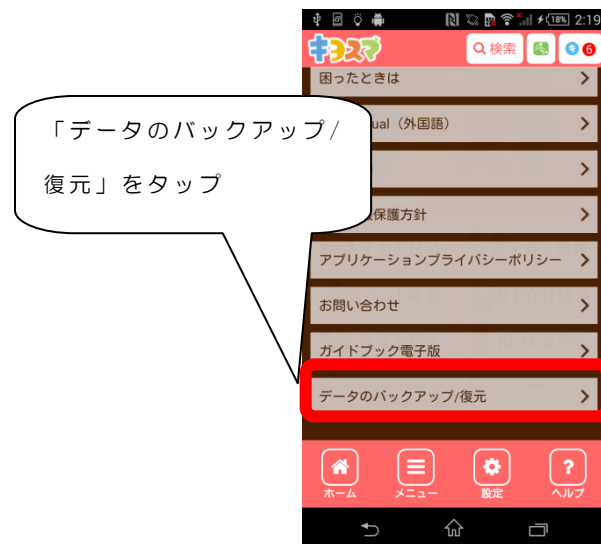 18% 2:19
キヨスマ
検索
6
困ったときは
ual（外国語）
「データのバックアップ/
復元」をタップ
保護方針
アプリケーションプライバシーポリシー
お問い合わせ
ガイドブック電子版
データのバックアップ/復元
ホーム メニュー 設定 ヘルプ